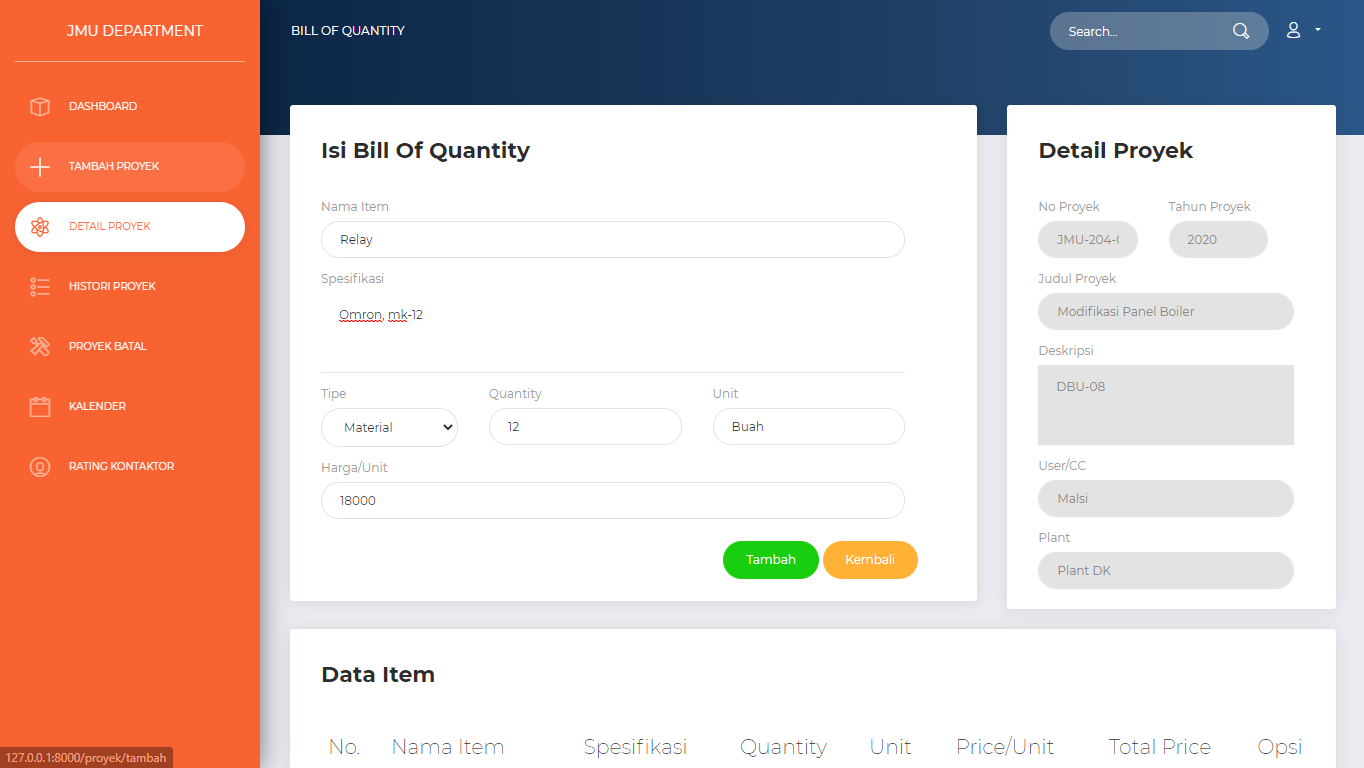 JMU DEPARTMENT
DASHBOARD
TAMBAH PROYEK
DETAIL PROYEK
HISTORI PROYEK
PROYEK BATAL
KALENDER
RATING KONTAKTOR
127.0.0.1:8000/proyek/tambah
BILL OF QUANTITY
Search...
Isi Bill Of Quantity
Nama Item
Relay
Spesifikasi
Omron, mk-12
Tipe Quantity Unit
Material 12 Buah
Harga/Unit
18000
Tambah Kembali
Detail Proyek
No Proyek Tahun Proyek
JMU-204- 2020
Judul Proyek
Modifikasi Panel Boiler
Deskripsi
DBU-08
User/CC
Malsi
Plant
Plant DK
Data Item
No. Nama Item Spesifikasi Quantity Unit Price/Unit Total Price Opsi